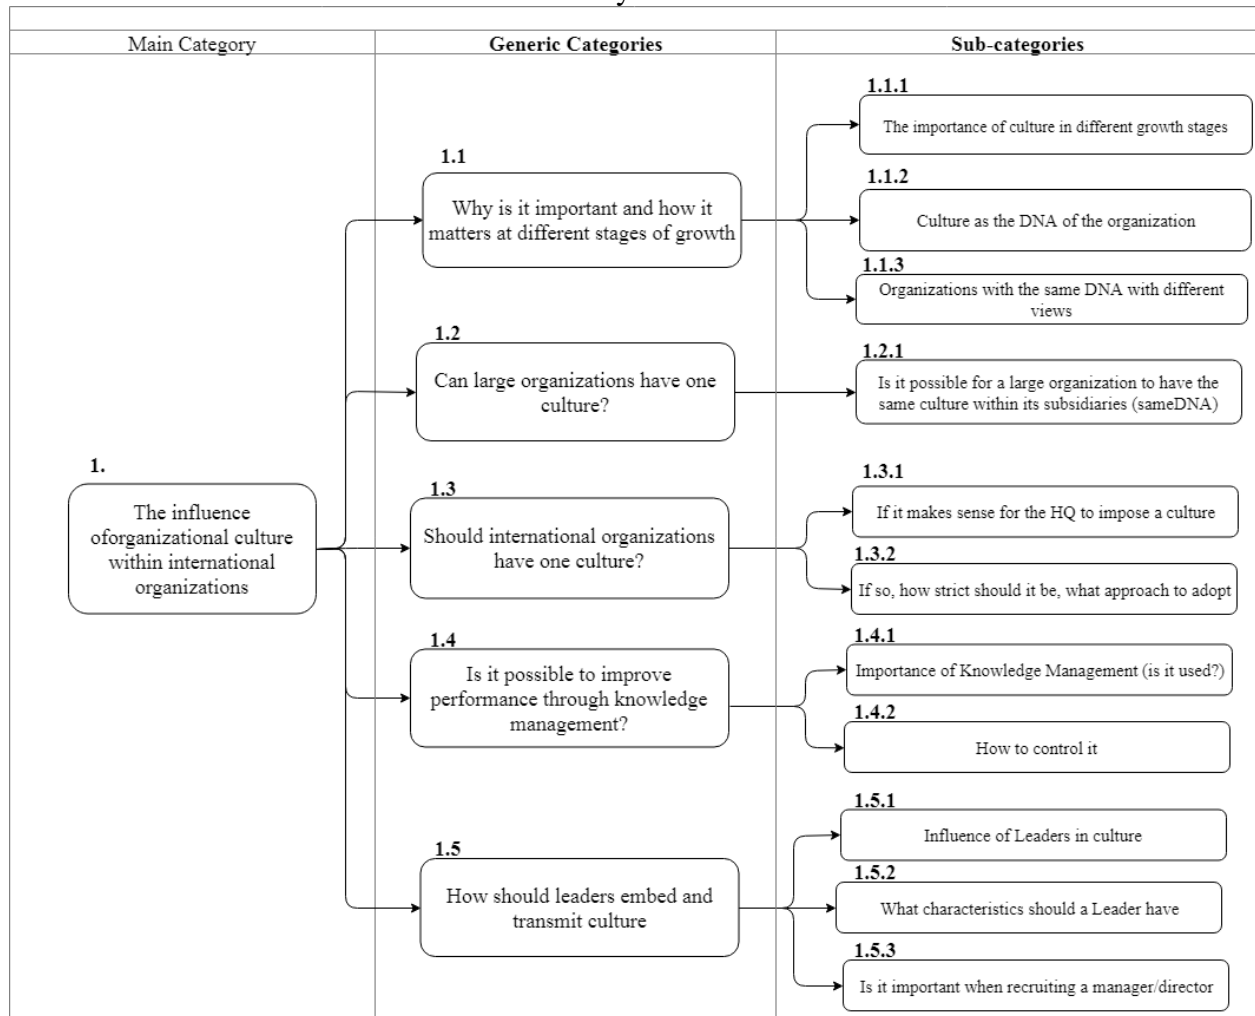 Main Category
Generic Categories
Sub-categories
1.
The influence
oforganizational culture
within international
organizations
1.1
Why is it important and how it
matters at different stages of growth
1.1.1
The importance of culture in different growth stages
1.1.2
Culture as the DNA of the organization
1.1.3
Organizations with the same DNA with different
views
1.2
Can large organizations have one
culture?
1.2.1
Is it possible for a large organization to have the
same culture within its subsidiaries (sameDNA)
1.3
Should international organizations
have one culture?
1.3.1
If it makes sense for the HQ to impose a culture
1.3.2
If so, how strict should it be, what approach to adopt
1.4
Is it possible to improve
performance through knowledge
management?
1.4.1
Importance of Knowledge Management (is it used?)
1.4.2
How to control it
1.5
How should leaders embed and
transmit culture
1.5.1
Influence of Leaders in culture
1.5.2
What characteristics should a Leader have
1.5.3
Is it important when recruiting a manager/director